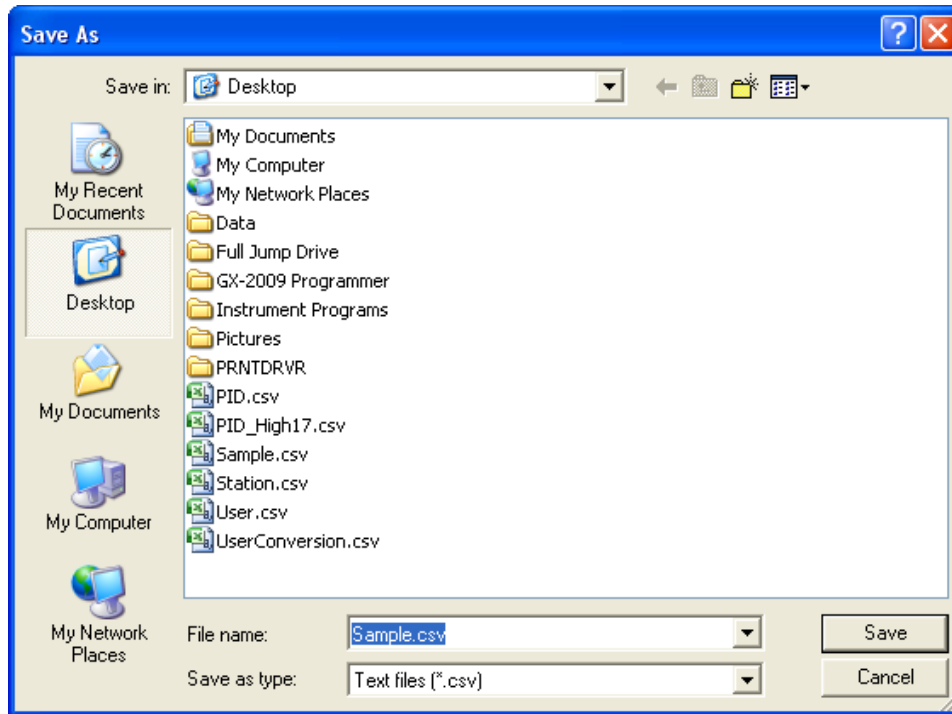 Save As
Save in:
Desktop
My Recent
Documents
Desktop
My Documents
My Computer
My Network
Places
My Documents
My Computer
My Network Places
Data
Full Jump Drive
GX-2009 Programmer
Instrument Programs
Pictures
PRNTDRVR
PID.csv
PID_High17.csv
Sample.csv
Station.csv
User.csv
UserConversion.csv
File name:
Sample.csv
Save
Save as type:
Text files (*.csv)
Cancel